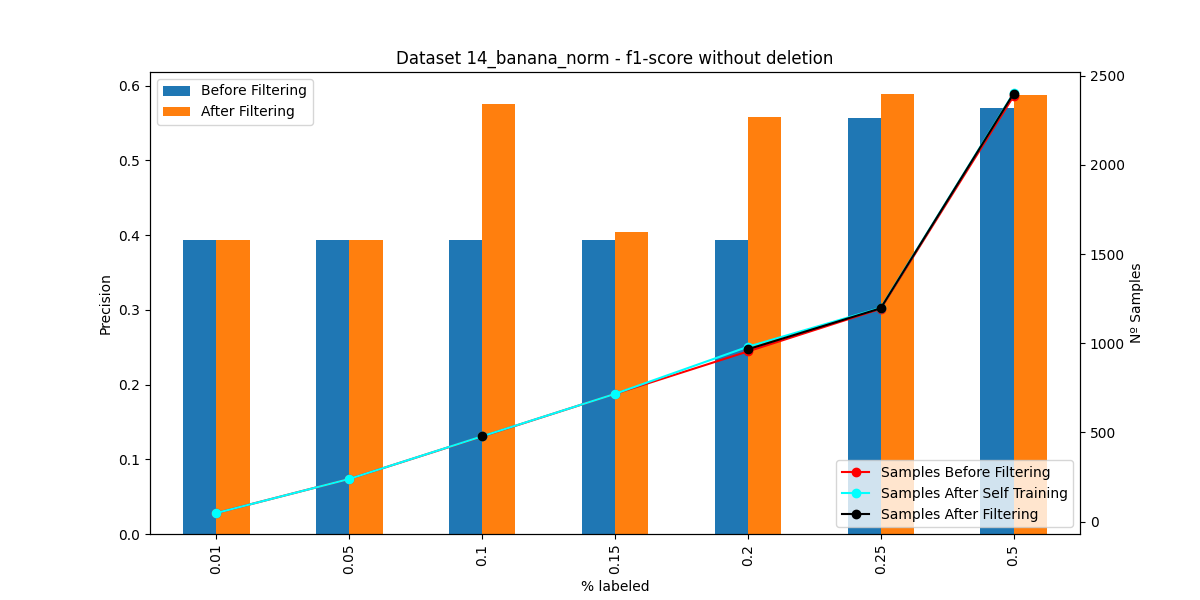 Dataset 14_banana_norm - f1-score without deletion
Before Filtering
After Filtering
0.6
0.5
0.4
0.3
0.2
0.1
0.0
Precision
2500
2000
1500
1000
500
0
Nº Samples
Samples Before Filtering
Samples After Self Training
Samples After Filtering
0.01
0.05
0.1
0.15
0.2
0.25
0.5
% labeled